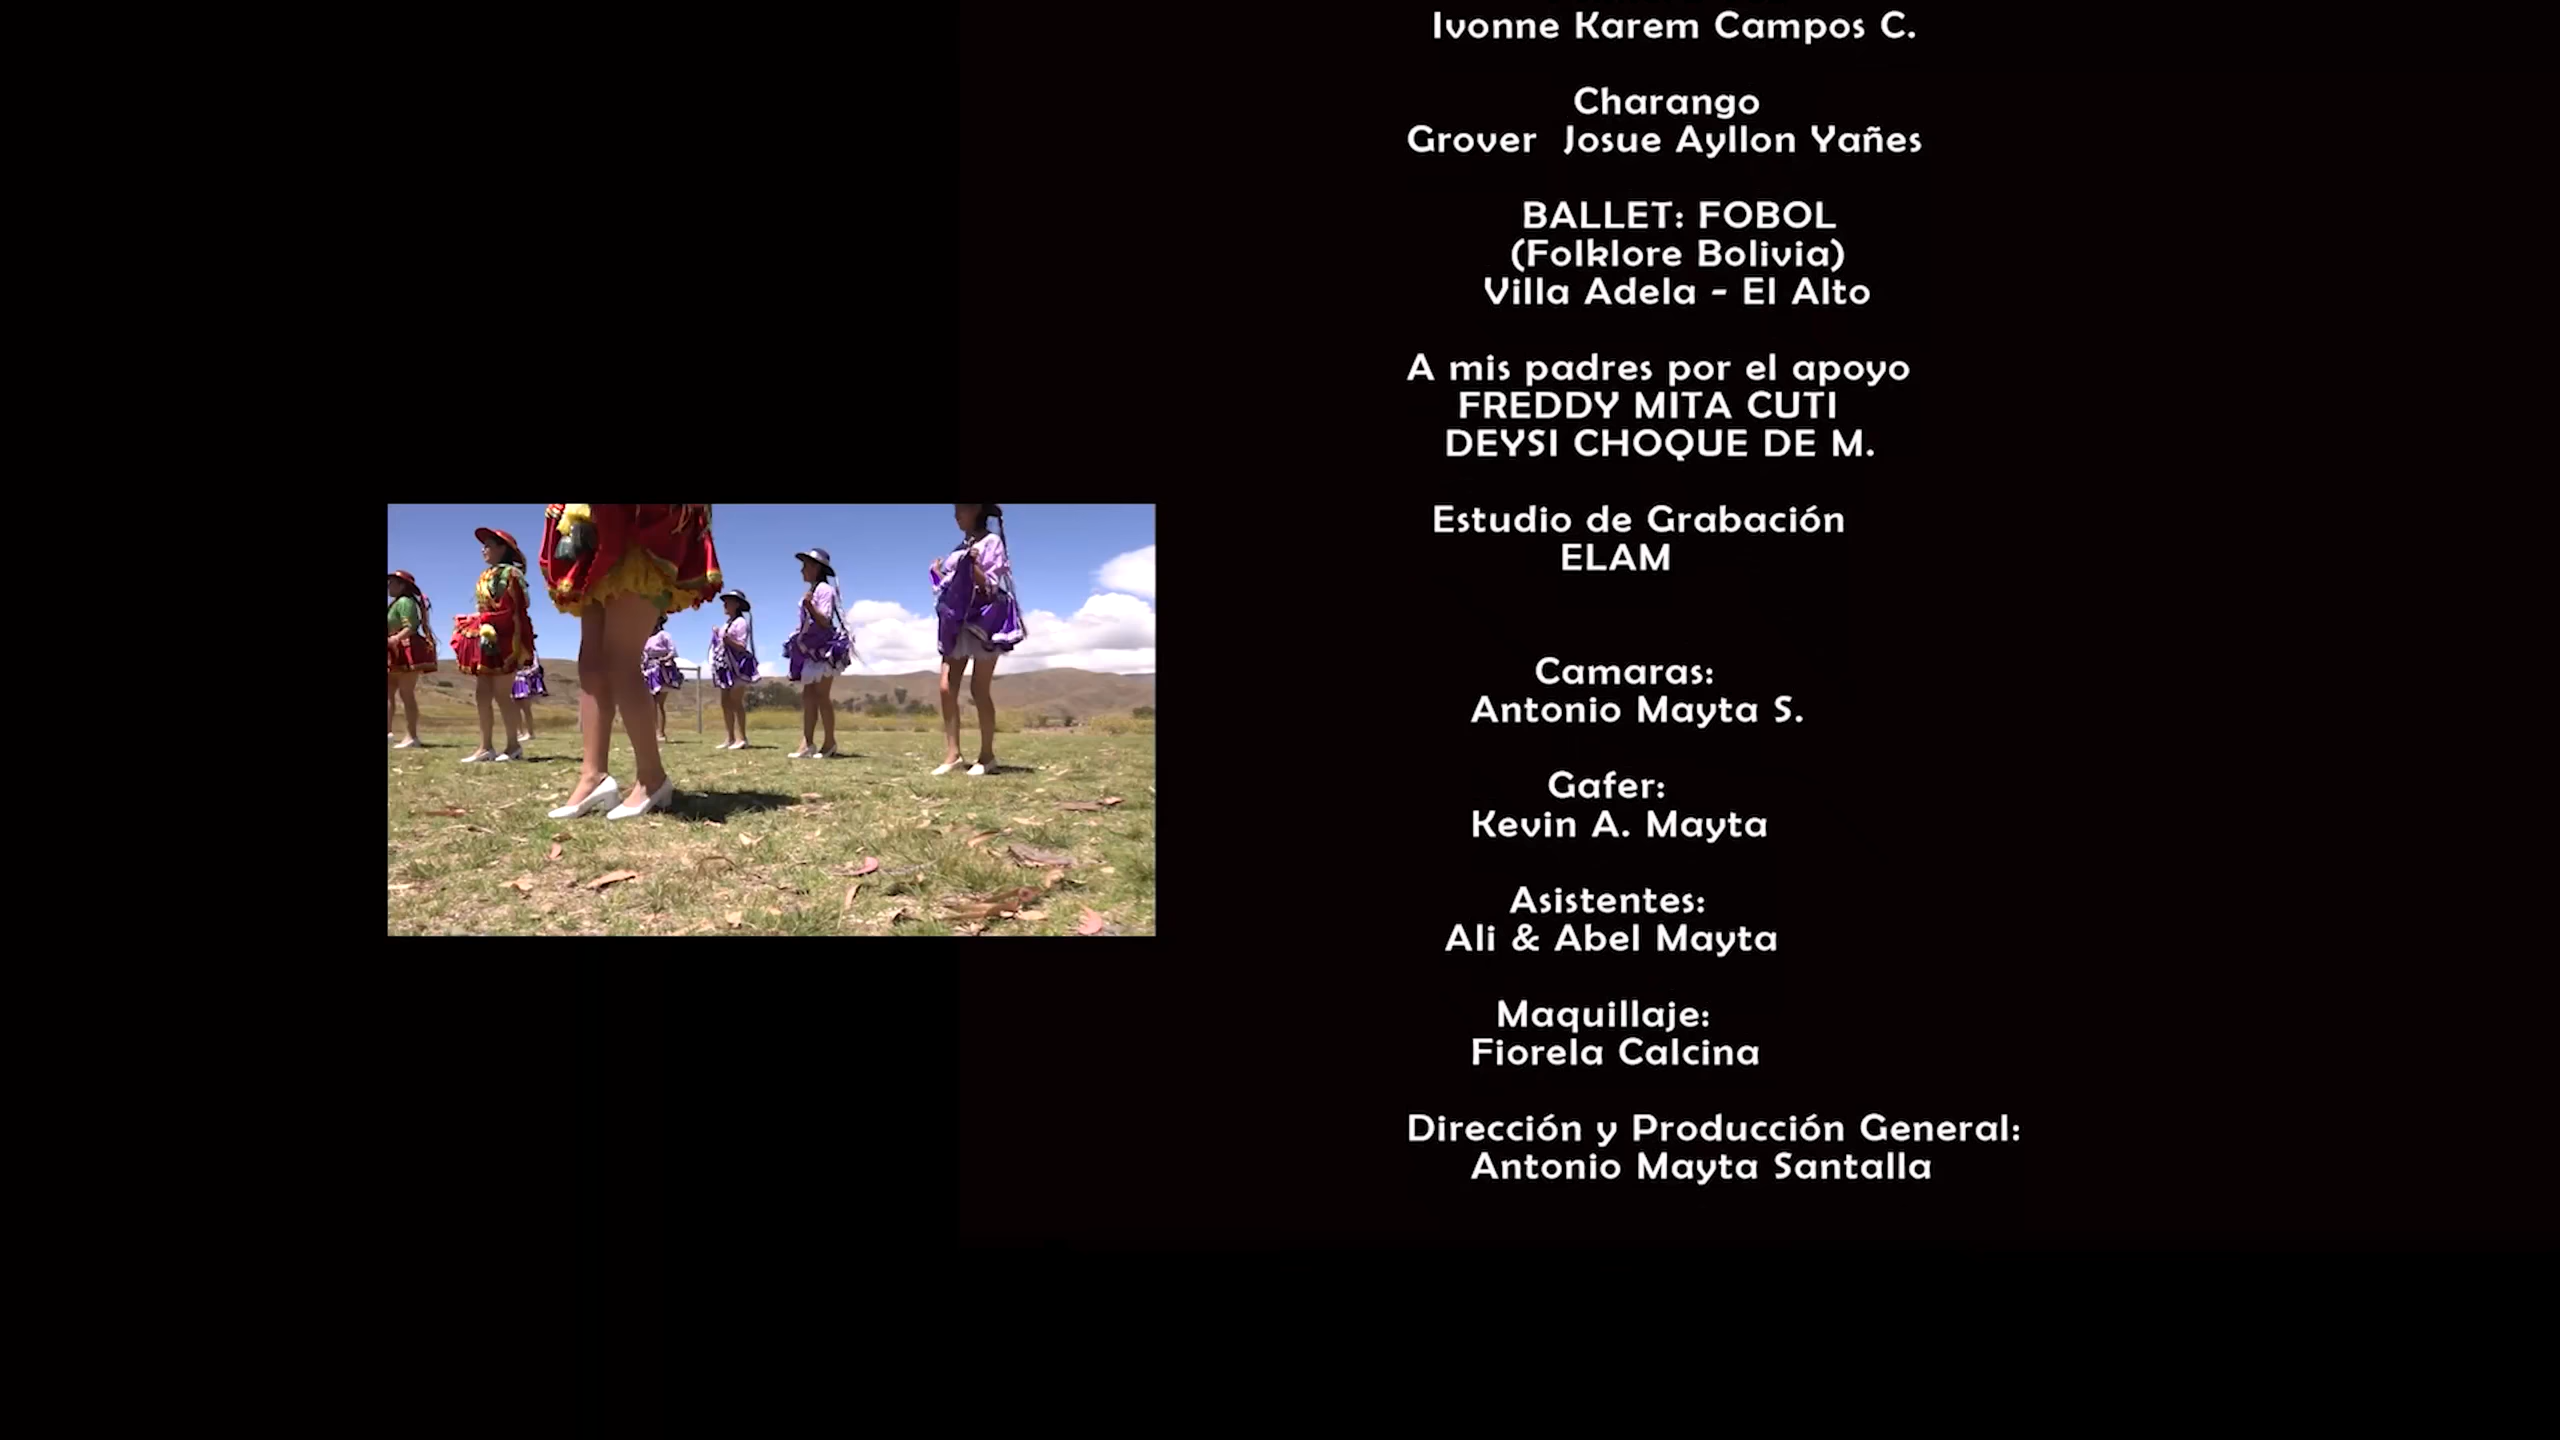 Ivonne Karem Campos C.
Charango
Grover Josue Ayllon Yañes
BALLET: FOBOL
(Folklore Bolivia)
Villa Adela - El Alto
A mis padres por el apoyo
FREDDY MITA CUTI
DEYSI CHOQUE DE M.
Estudio de Grabación
ELAM
Camaras:
Antonio Mayta S.
Gafer:
Kevin A. Mayta
Asistentes:
Ali & Abel Mayta
Maquillaje:
Fiorela Calcina
Dirección y Producción General:
Antonio Mayta Santalla